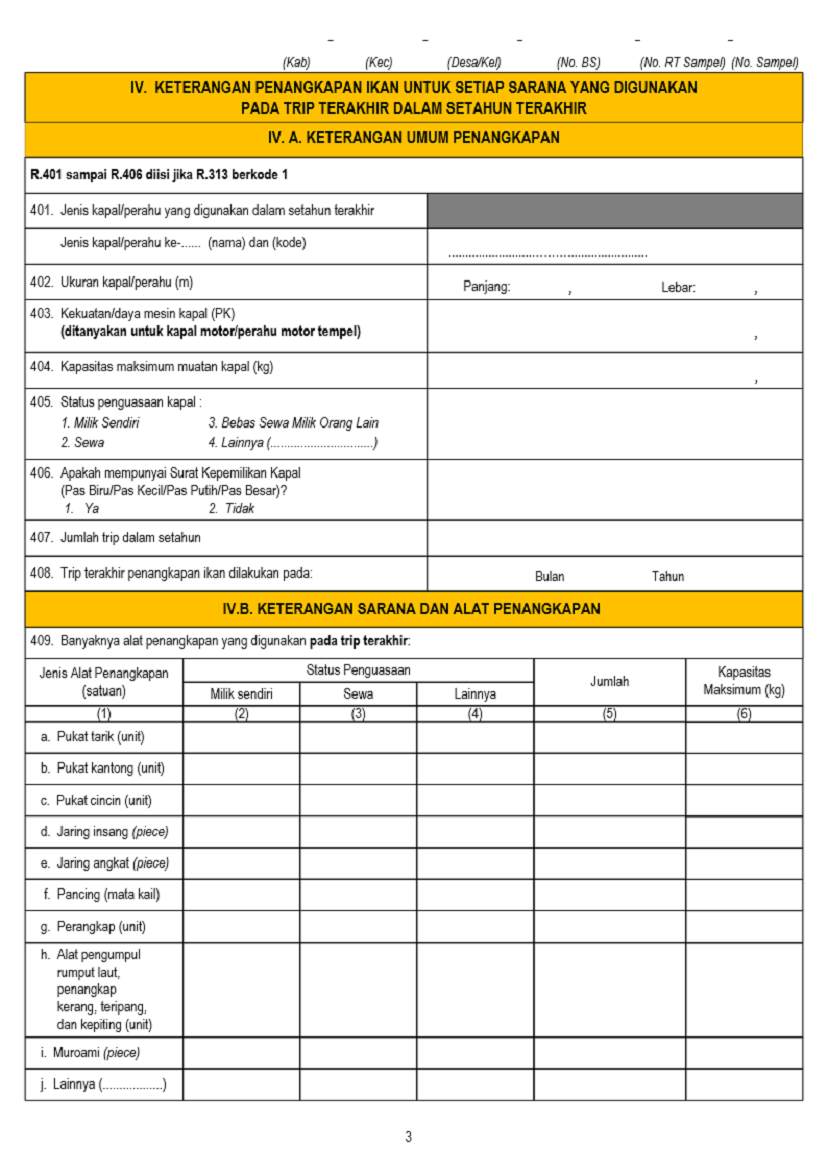 _ _ _ _ _
(Kab) (Kec) (Desa/Kel) (No. BS) (No. RT Sampel) (No. Sampel)
IV. KETERANGAN PENANGKAPAN IKAN UNTUK SETIAP SARANA YANG DIGUNAKAN
PADA TRIP TERAKHIR DALAM SETAHUN TERAKHIR
IV. A. KETERANGAN UMUM PENANGKAPAN
R.401 sampai R.406 diisi jika R.313 berkode 1
401. Jenis kapal/perahu yang digunakan dalam setahun terakhir
Jenis kapal/perahu ke-...... (nama) dan (kode) ......................................................
402. Ukuran kapal/perahu (m) Panjang: , Lebar: ,
403. Kekuatan/daya mesin kapal (PK)
(ditanyakan untuk kapal motor/perahu motor tempel) ,
404. Kapasitas maksimum muatan kapal (kg) ,
405. Status penguasaan kapal :
1. Milik Sendiri 3. Bebas Sewa Milik Orang Lain
2. Sewa 4. Lainnya (...............................)
406. Apakah mempunyai Surat Kepemilikan Kapal
(Pas Biru/Pas Kecil/Pas Putih/Pas Besar)?
1. Ya 2. Tidak
407. Jumlah trip dalam setahun
408. Trip terakhir penangkapan ikan dilakukan pada: Bulan Tahun
IV.B. KETERANGAN SARANA DAN ALAT PENANGKAPAN
409. Banyaknya alat penangkapan yang digunakan pada trip terakhir:
Jenis Alat Penangkapan Status Penguasaan Jumlah Kapasitas
(satuan) Milik sendiri Sewa Lainnya Maksimum (kg)
(1) (2) (3) (4) (5) (6)
a. Pukat tarik (unit)
b. Pukat kantong (unit)
c. Pukat cincin (unit)
d. Jaring insang (piece)
e. Jaring angkat (piece)
f. Pancing (mata kail)
g. Perangkap (unit)
h. Alat pengumpul
rumput laut,
penangkap
kerang, teripang,
dan kepiting (unit)
i. Muroami (piece)
j. Lainnya (..................)
3